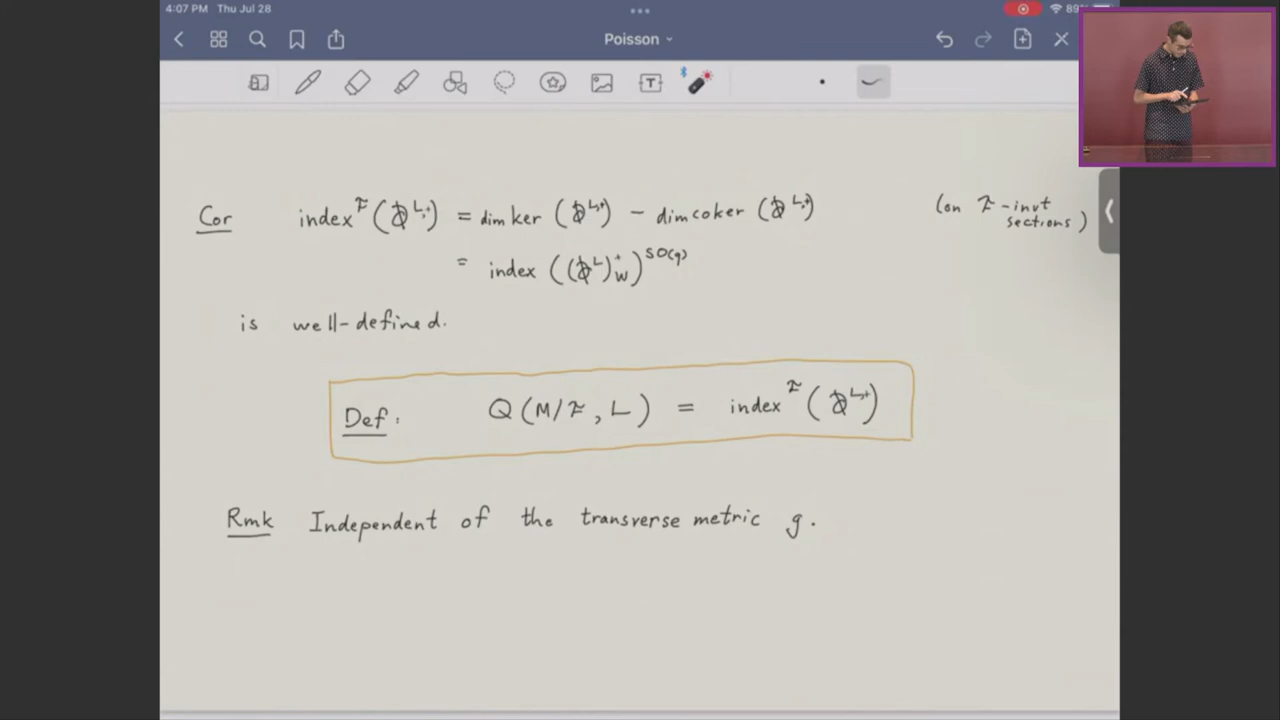 4:07 PM Thu Jul 28
89%
Poisson
Cor index^F (D̸^{L,+}) = dim ker (D̸^{L,+}) − dim coker (D̸^{L,+}) (on F-invt sections)
= index ((D̸^L)^+_W)^{SO(q)}
is well-defined.
Def: Q(M/F, L) = index^F (D̸^{L,+})
Rmk Independent of the transverse metric g.